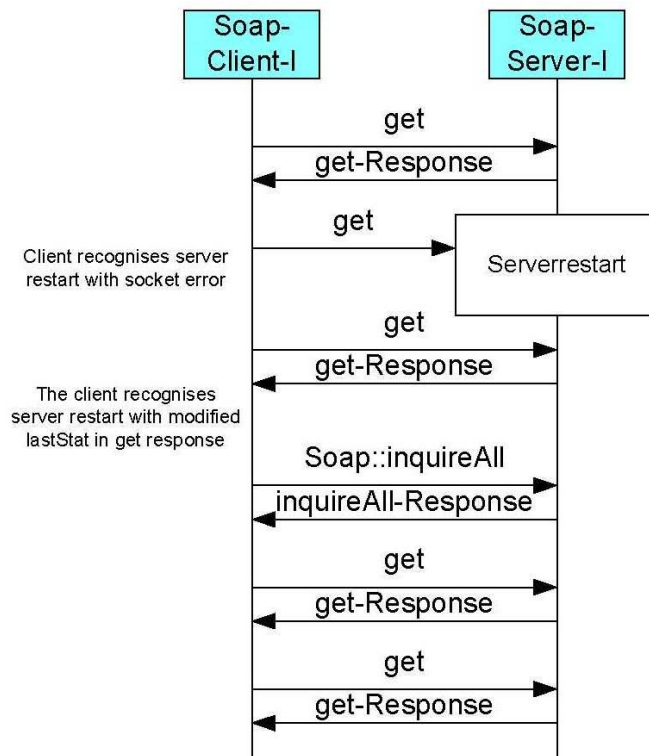 Soap-
Client-I
Soap-
Server-I
get
get-Response
get
Serverrestart
Client recognises server
restart with socket error
get
get-Response
The client recognises
server restart with modified
lastStat in get response
Soap::inquireAll
inquireAll-Response
get
get-Response
get
get-Response